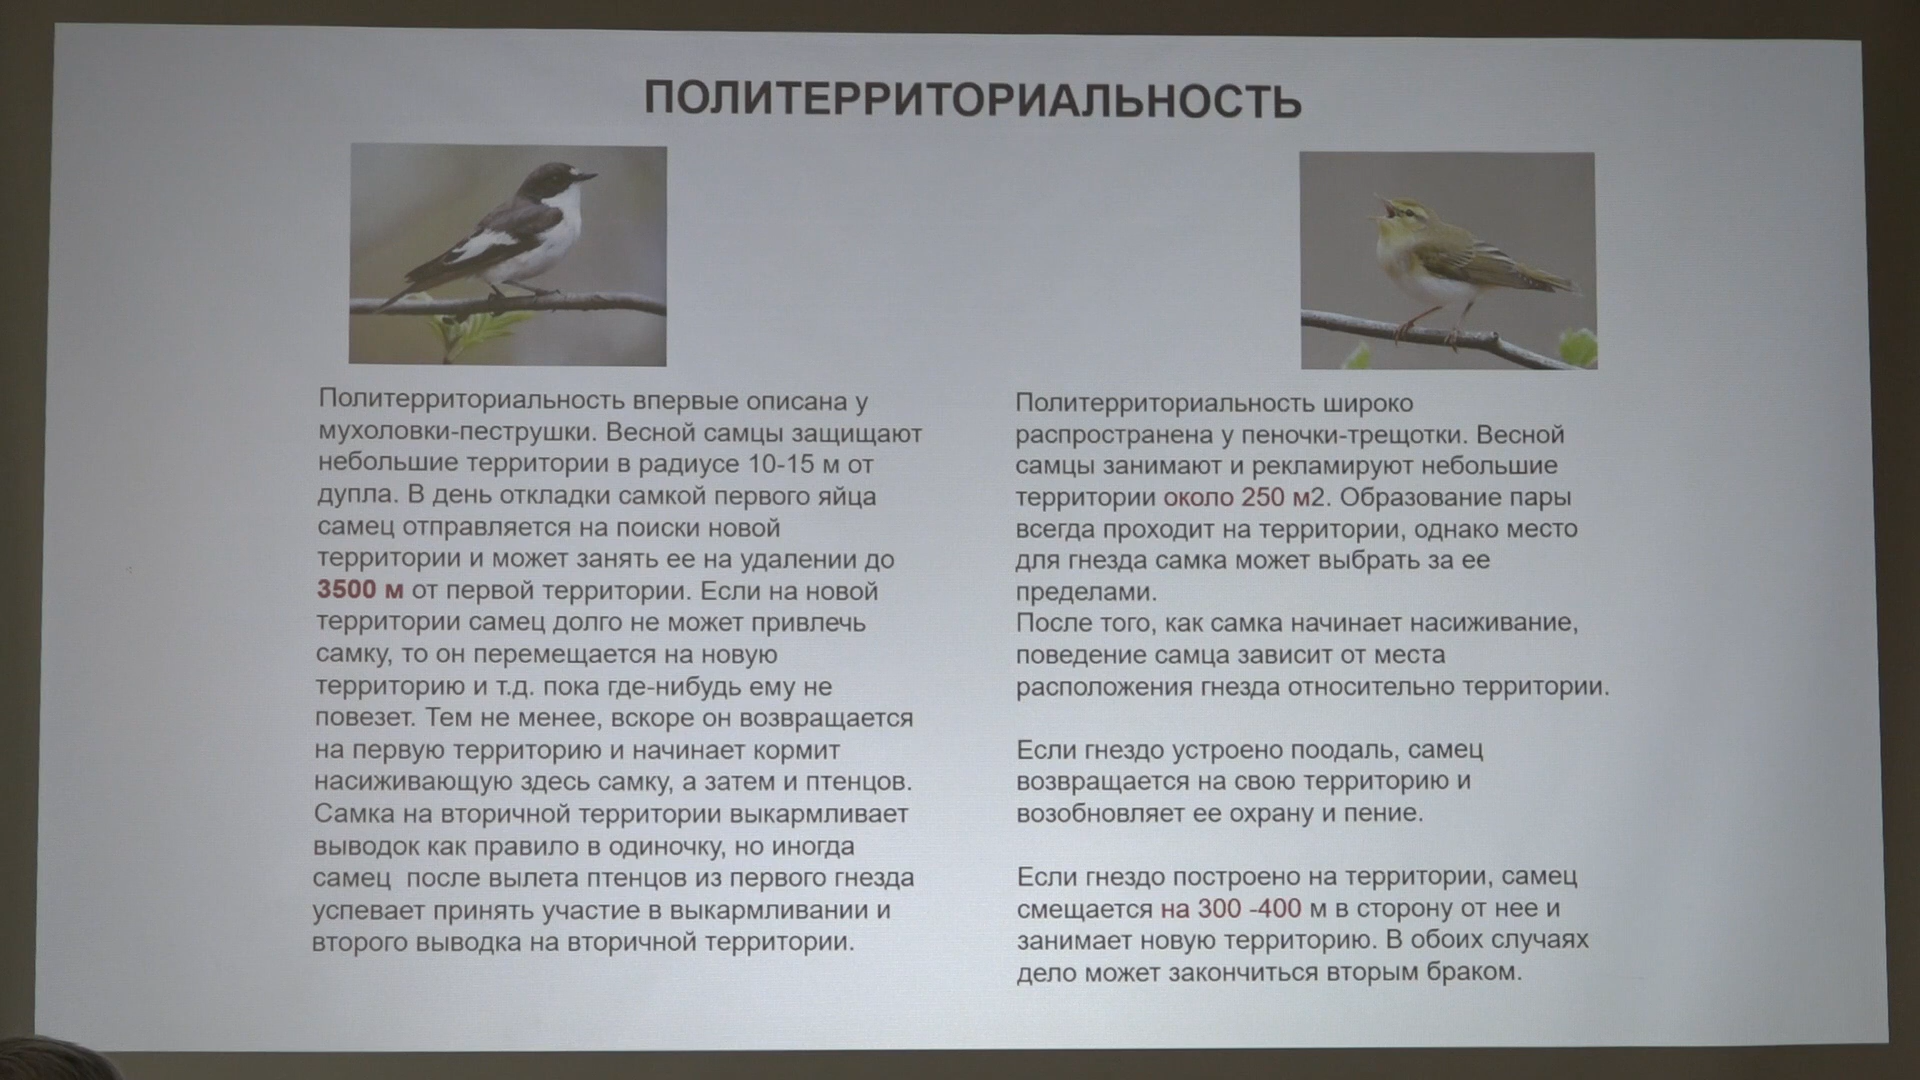 ПОЛИТЕРРИТОРИАЛЬНОСТЬ
Политерриториальность впервые описана у
мухоловки-пеструшки. Весной самцы защищают
небольшие территории в радиусе 10-15 м от
дупла. В день откладки самкой первого яйца
самец отправляется на поиски новой
территории и может занять ее на удалении до
3500 м от первой территории. Если на новой
территории самец долго не может привлечь
самку, то он перемещается на новую
территорию и т.д. пока где-нибудь ему не
повезет. Тем не менее, вскоре он возвращается
на первую территорию и начинает кормит
насиживающую здесь самку, а затем и птенцов.
Самка на вторичной территории выкармливает
выводок как правило в одиночку, но иногда
самец  после вылета птенцов из первого гнезда
успевает принять участие в выкармливании и
второго выводка на вторичной территории.
Политерриториальность широко
распространена у пеночки-трещотки. Весной
самцы занимают и рекламируют небольшие
территории около 250 м2. Образование пары
всегда проходит на территории, однако место
для гнезда самка может выбрать за ее
пределами.
После того, как самка начинает насиживание,
поведение самца зависит от места
расположения гнезда относительно территории.
Если гнездо устроено поодаль, самец
возвращается на свою территорию и
возобновляет ее охрану и пение.
Если гнездо построено на территории, самец
смещается на 300 -400 м в сторону от нее и
занимает новую территорию. В обоих случаях
дело может закончиться вторым браком.